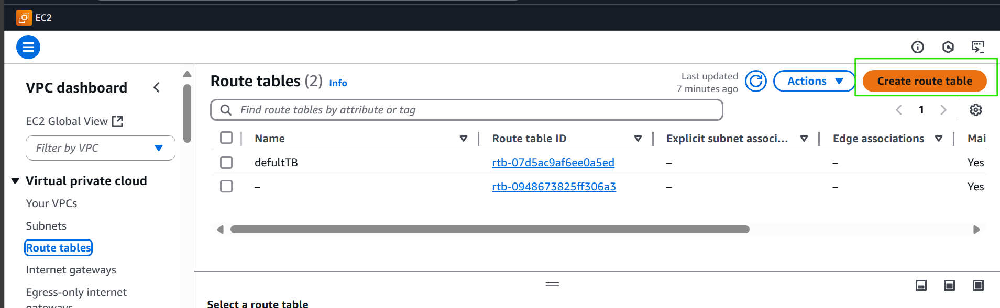 EC2
VPC dashboard
EC2 Global View
Filter by VPC
Virtual private cloud
Your VPCs
Subnets
Route tables
Internet gateways
Egress-only internet
gateways
Route tables (2) Info
Last updated
7 minutes ago
Actions
Create route table
Find route tables by attribute or tag
1
Name Route table ID Explicit subnet associ... Edge associations Mai
defultTB rtb-07d5ac9af6ee0a5ed – – Yes
– rtb-0948673825ff306a3 – – Yes
Select a route table